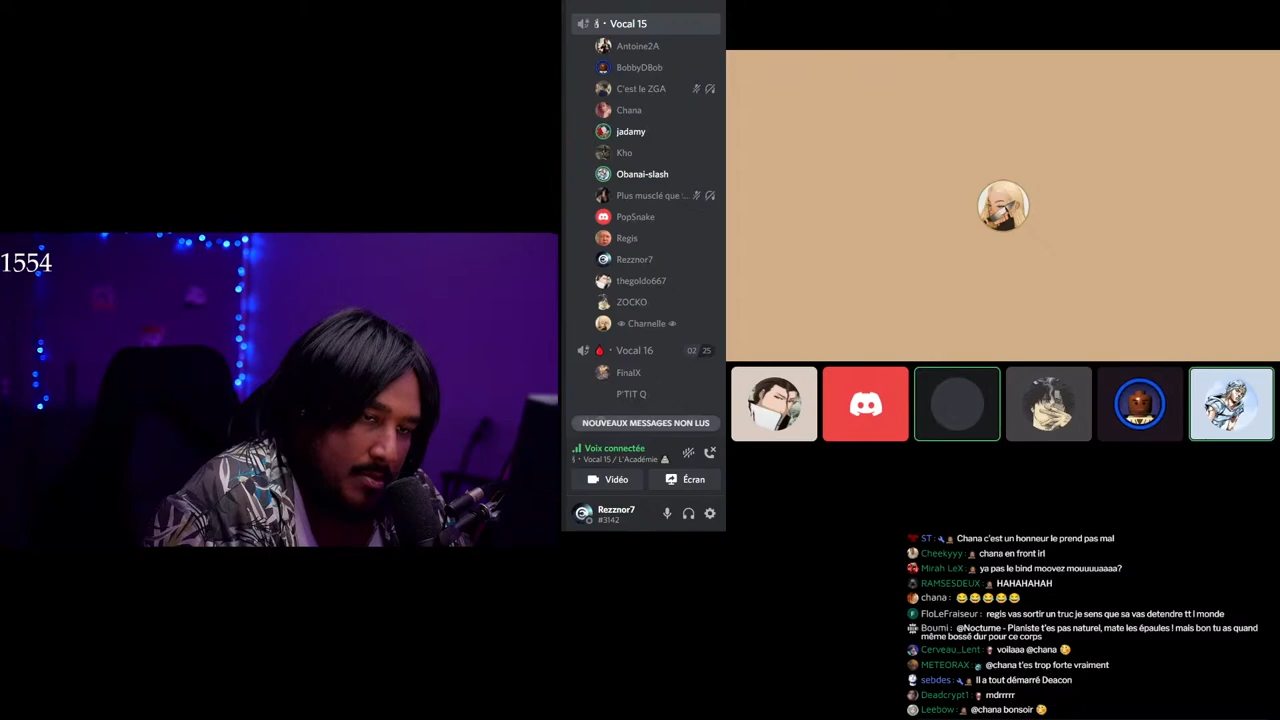 1554
Vocal 15
Antoine2A
BobbyDBob
C'est le ZGA
Chana
jadamy
Kho
Obanai-slash
Plus musclé que :...
PopSnake
Regis
Rezznor7
thegoldo667
ZOCKO
Charnelle
Vocal 16 02 25
FinalX
P'TIT Q
NOUVEAUX MESSAGES NON LUS
Voix connectée
Vocal 15 / L'Académie
Vidéo Écran
Rezznor7
#3142
ST : Chana c'est un honneur le prend pas mal
Cheekyyy : chana en front irl
Mirah LeX : ya pas le bind moovez mouuuuaaaa?
RAMSESDEUX : HAHAHAHAH
chana : 😂😂😂😂😂
FloLeFraiseur : regis vas sortir un truc je sens que sa vas detendre tt l monde
Boumi : @Nocturne - Pianiste t'es pas naturel, mate les épaules ! mais bon tu as quand
même bossé dur pour ce corps
Cerveau_Lent : voilaaa @chana
METEORAX : @chana t'es trop forte vraiment
sebdes : Il a tout démarré Deacon
Deadcrypt1 : mdrrrrr
Leebow : @chana bonsoir